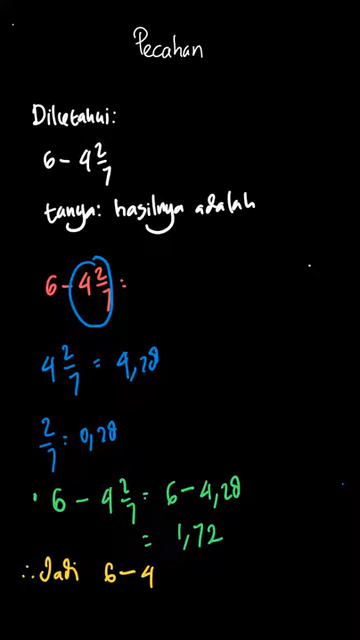 Pecahan
Diketahui:
6 - 4 2/7
tanya: hasilnya adalah
6 - 4 2/7 =
4 2/7 = 4,28
2/7 = 0,28
6 - 4 2/7 = 6 - 4,28
= 1,72
∴ Jadi 6 - 4